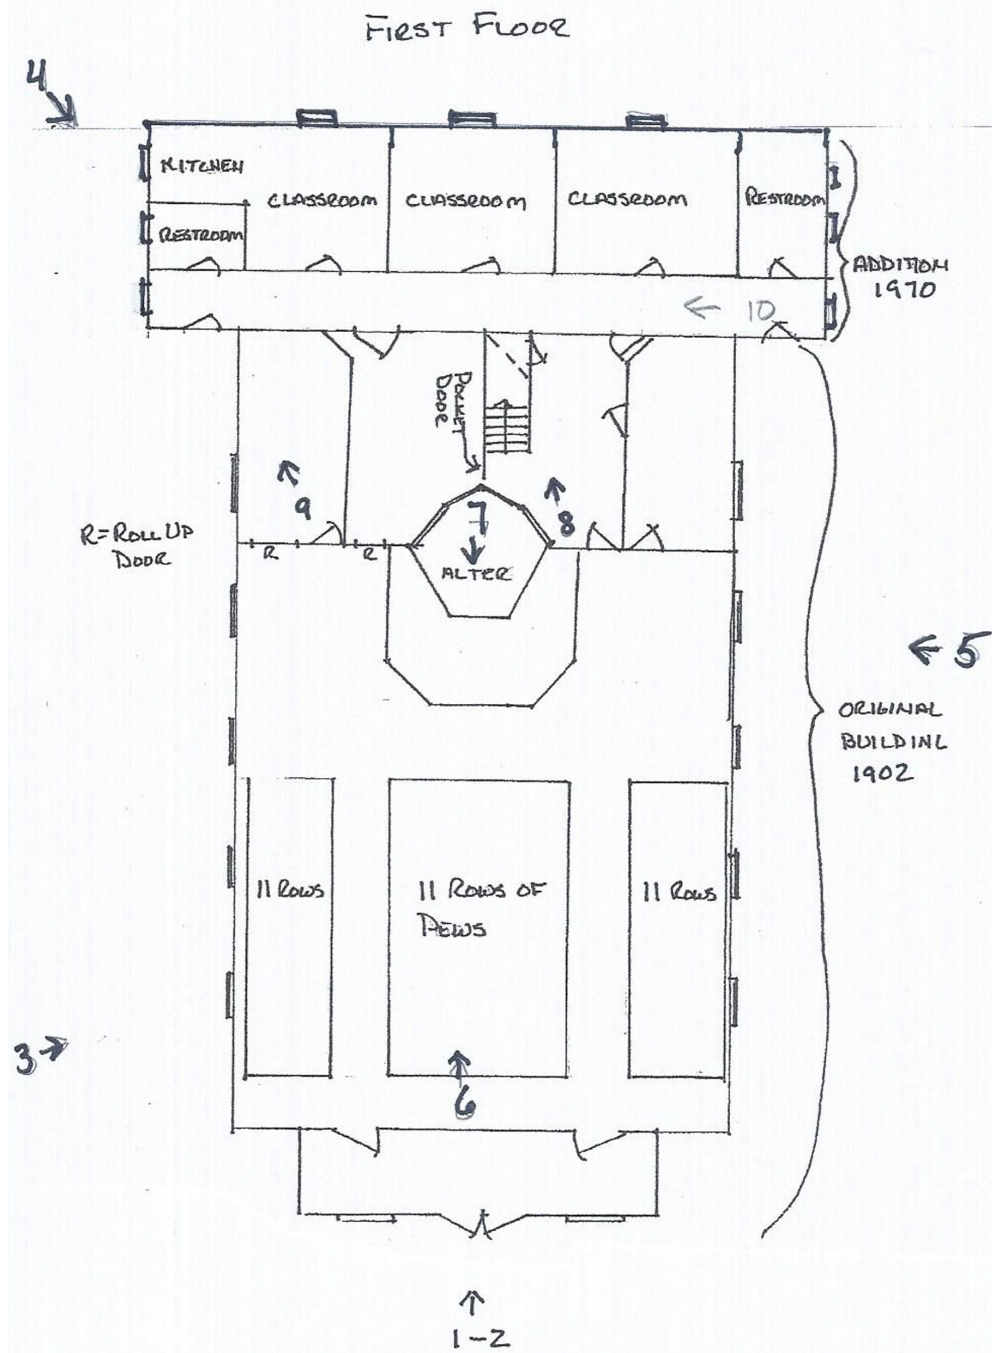 FIRST FLOOR
4
KITCHEN
CLASSROOM
CLASSROOM
CLASSROOM
RESTROOM
RESTROOM
ADDITION
1970
10
POCKET
DOOR
9
7
8
R=ROLL UP
DOOR
R
R
ALTER
5
ORIGINAL
BUILDING
1902
11 ROWS
11 ROWS OF
PEWS
11 ROWS
3
6
1-2